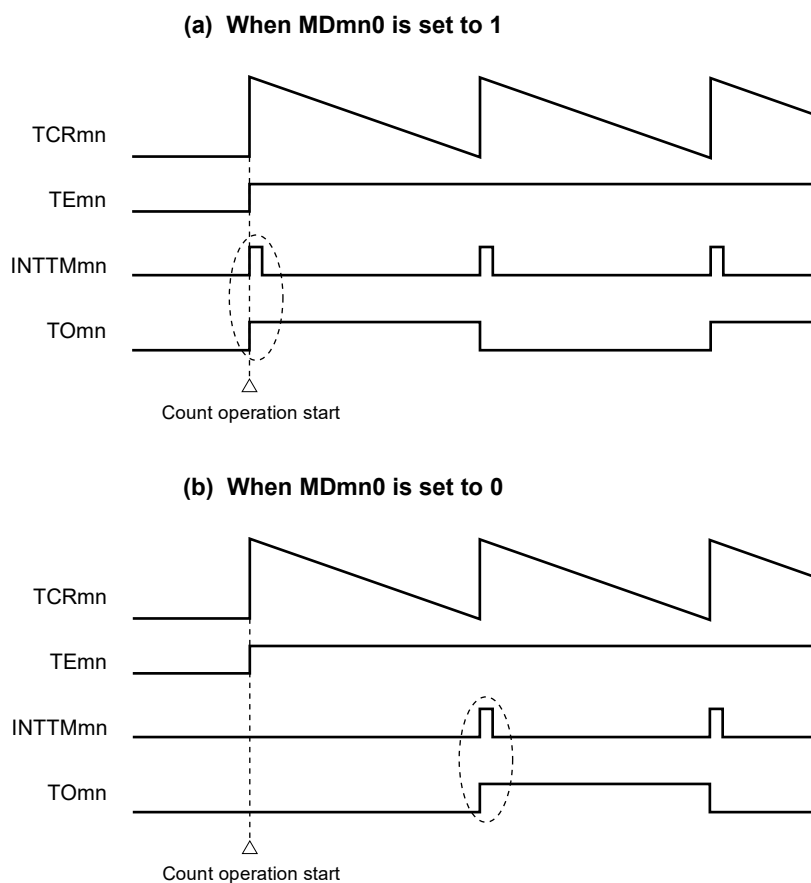 (a) When MDmn0 is set to 1
TCRmn
TEmn
INTTMmn
TOmn
Count operation start
(b) When MDmn0 is set to 0
TCRmn
TEmn
INTTMmn
TOmn
Count operation start